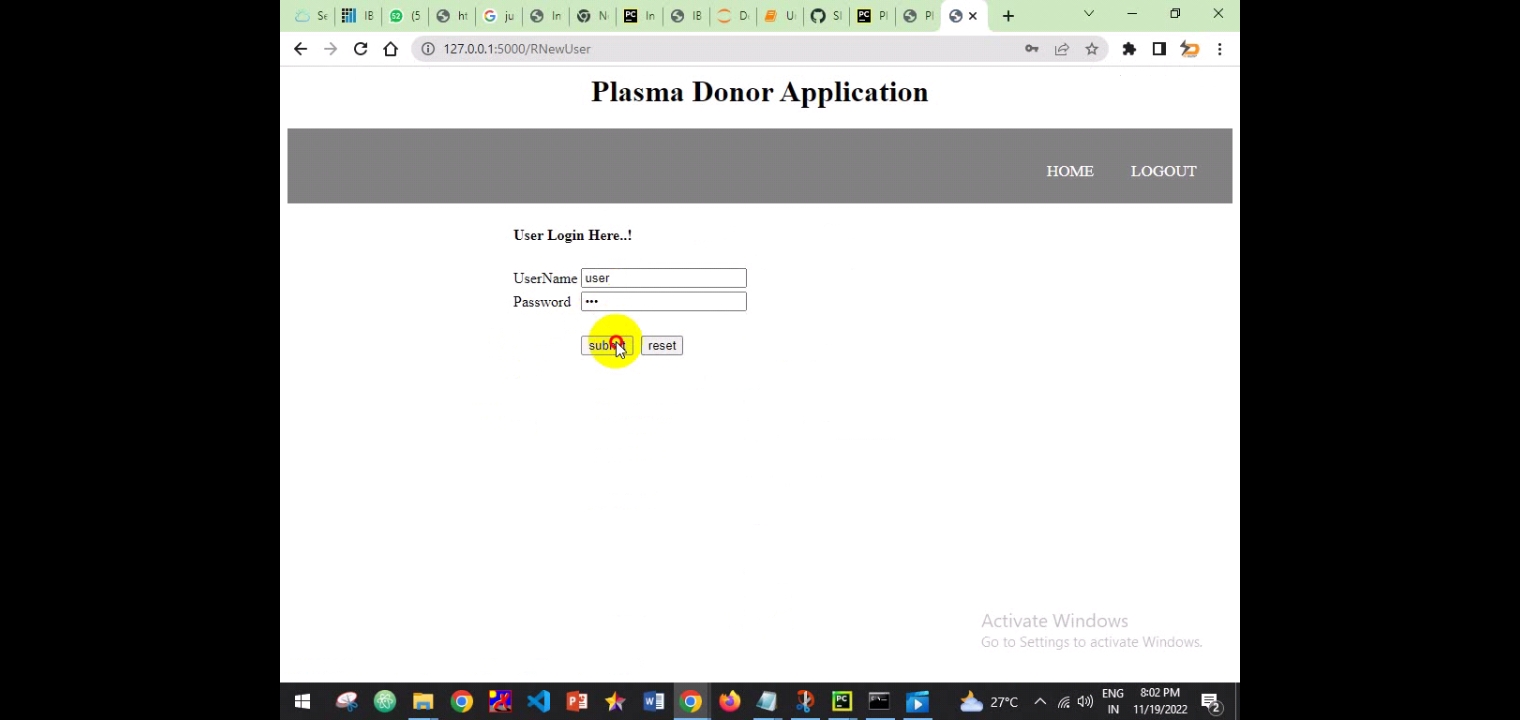 Se
IB
(5
ht
ju
In
N
In
IB
D
U
Sl
Pl
Pl
127.0.0.1:5000/RNewUser
Plasma Donor Application
HOME LOGOUT
User Login Here..!
UserName user
Password •••
submit reset
Activate Windows
Go to Settings to activate Windows.
27°C
ENG
IN
8:02 PM
11/19/2022
2